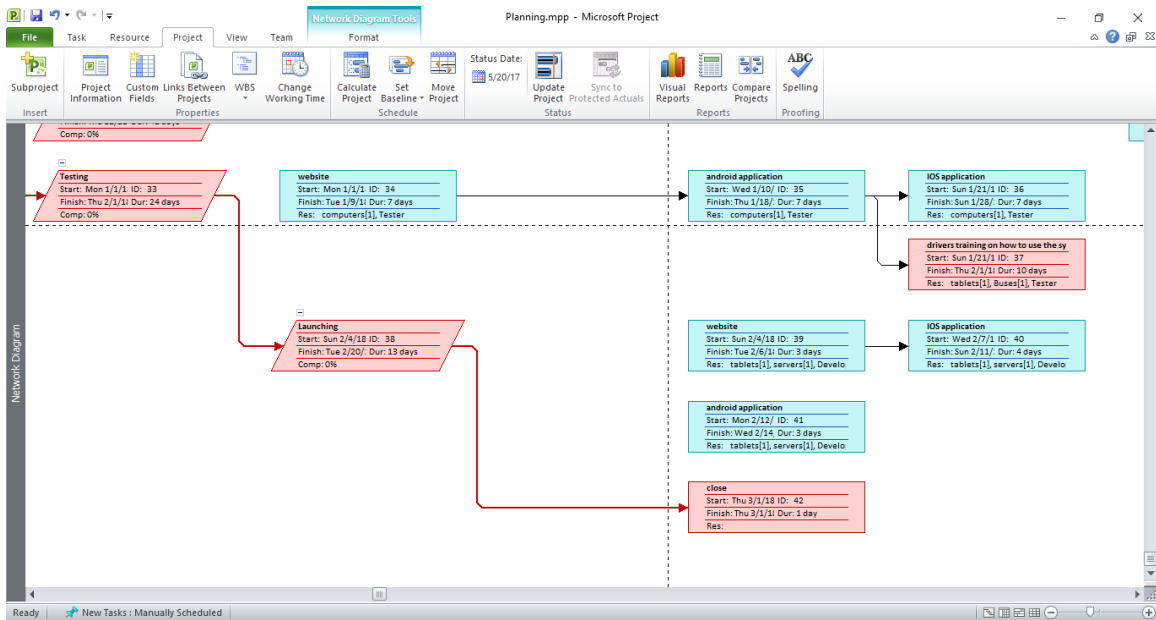 Network Diagram Tools
Planning.mpp - Microsoft Project
File Task Resource Project View Team Format
Subproject
Project Information
Custom Fields
Links Between Projects
WBS
Change Working Time
Calculate Project
Set Baseline
Move Project
Status Date:
5/20/17
Update Project
Sync to Protected Actuals
Visual Reports
Reports
Compare Projects
ABC
Spelling
Insert Properties Schedule Status Reports Proofing
Comp: 0%
Testing
Start: Mon 1/1/1 ID: 33
Finish: Thu 2/1/1 Dur: 24 days
Comp: 0%
website
Start: Mon 1/1/1 ID: 34
Finish: Tue 1/9/1 Dur: 7 days
Res: computers[1], Tester
android application
Start: Wed 1/10/ ID: 35
Finish: Thu 1/18/ Dur: 7 days
Res: computers[1], Tester
IOS application
Start: Sun 1/21/1 ID: 36
Finish: Sun 1/28/ Dur: 7 days
Res: computers[1], Tester
drivers training on how to use the sy
Start: Sun 1/21/1 ID: 37
Finish: Thu 2/1/1 Dur: 10 days
Res: tablets[1], Buses[1], Tester
Launching
Start: Sun 2/4/18 ID: 38
Finish: Tue 2/20/ Dur: 13 days
Comp: 0%
website
Start: Sun 2/4/18 ID: 39
Finish: Tue 2/6/1 Dur: 3 days
Res: tablets[1], servers[1], Develo
IOS application
Start: Wed 2/7/1 ID: 40
Finish: Sun 2/11/ Dur: 4 days
Res: tablets[1], servers[1], Develo
android application
Start: Mon 2/12/ ID: 41
Finish: Wed 2/14, Dur: 3 days
Res: tablets[1], servers[1], Develo
close
Start: Thu 3/1/18 ID: 42
Finish: Thu 3/1/1 Dur: 1 day
Res:
Network Diagram
Ready New Tasks : Manually Scheduled